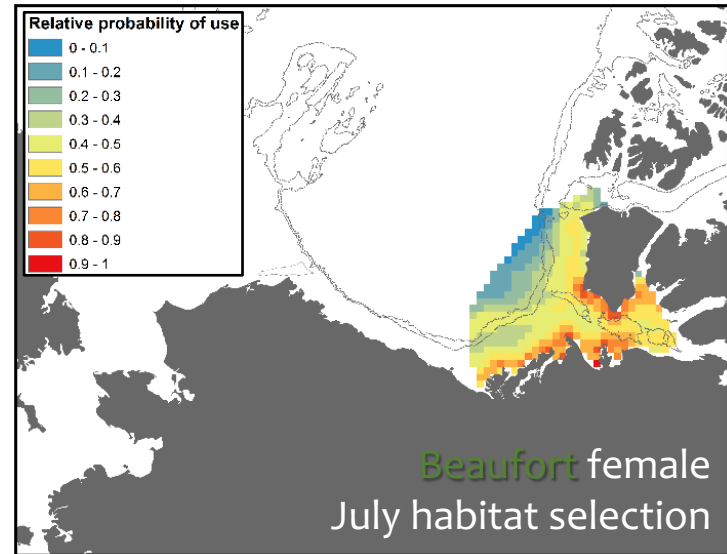 Relative probability of use
0 - 0.1
0.1 - 0.2
0.2 - 0.3
0.3 - 0.4
0.4 - 0.5
0.5 - 0.6
0.6 - 0.7
0.7 - 0.8
0.8 - 0.9
0.9 - 1
Beaufort female
July habitat selection